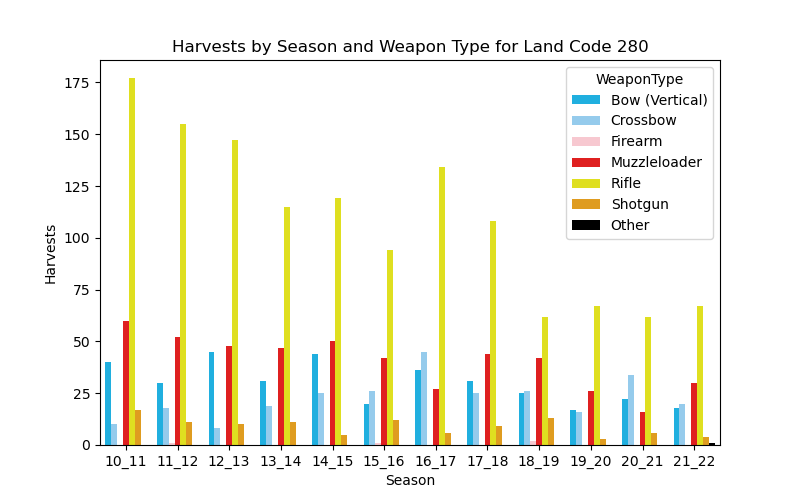 Harvests by Season and Weapon Type for Land Code 280
WeaponType
Bow (Vertical)
Crossbow
Firearm
Muzzleloader
Rifle
Shotgun
Other
Harvests
175
150
125
100
75
50
25
0
10_11 11_12 12_13 13_14 14_15 15_16 16_17 17_18 18_19 19_20 20_21 21_22
Season